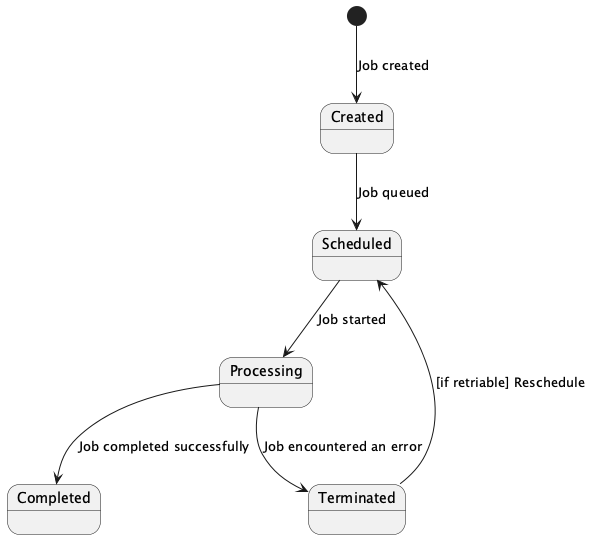 Job created
Created
Job queued
Scheduled
Job started
Processing
[if retriable] Reschedule
Job completed successfully
Job encountered an error
Completed
Terminated